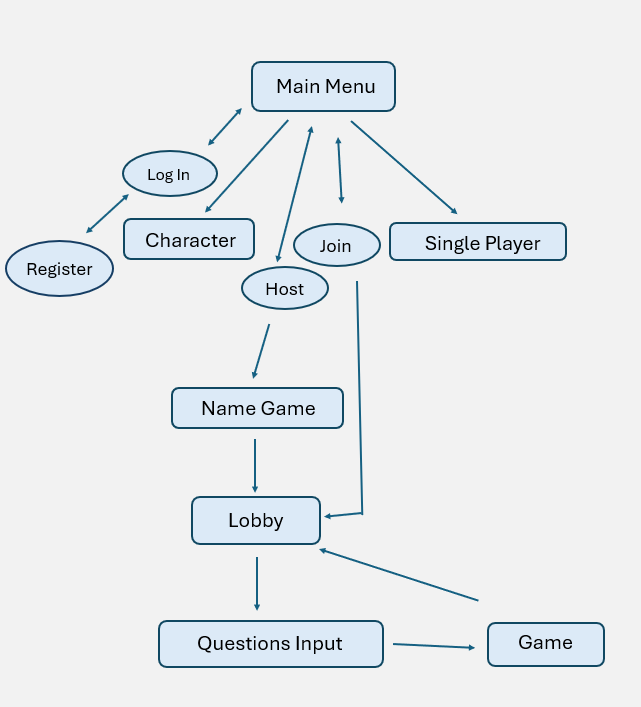 Main Menu
Log In
Character
Join
Single Player
Register
Host
Name Game
Lobby
Questions Input
Game